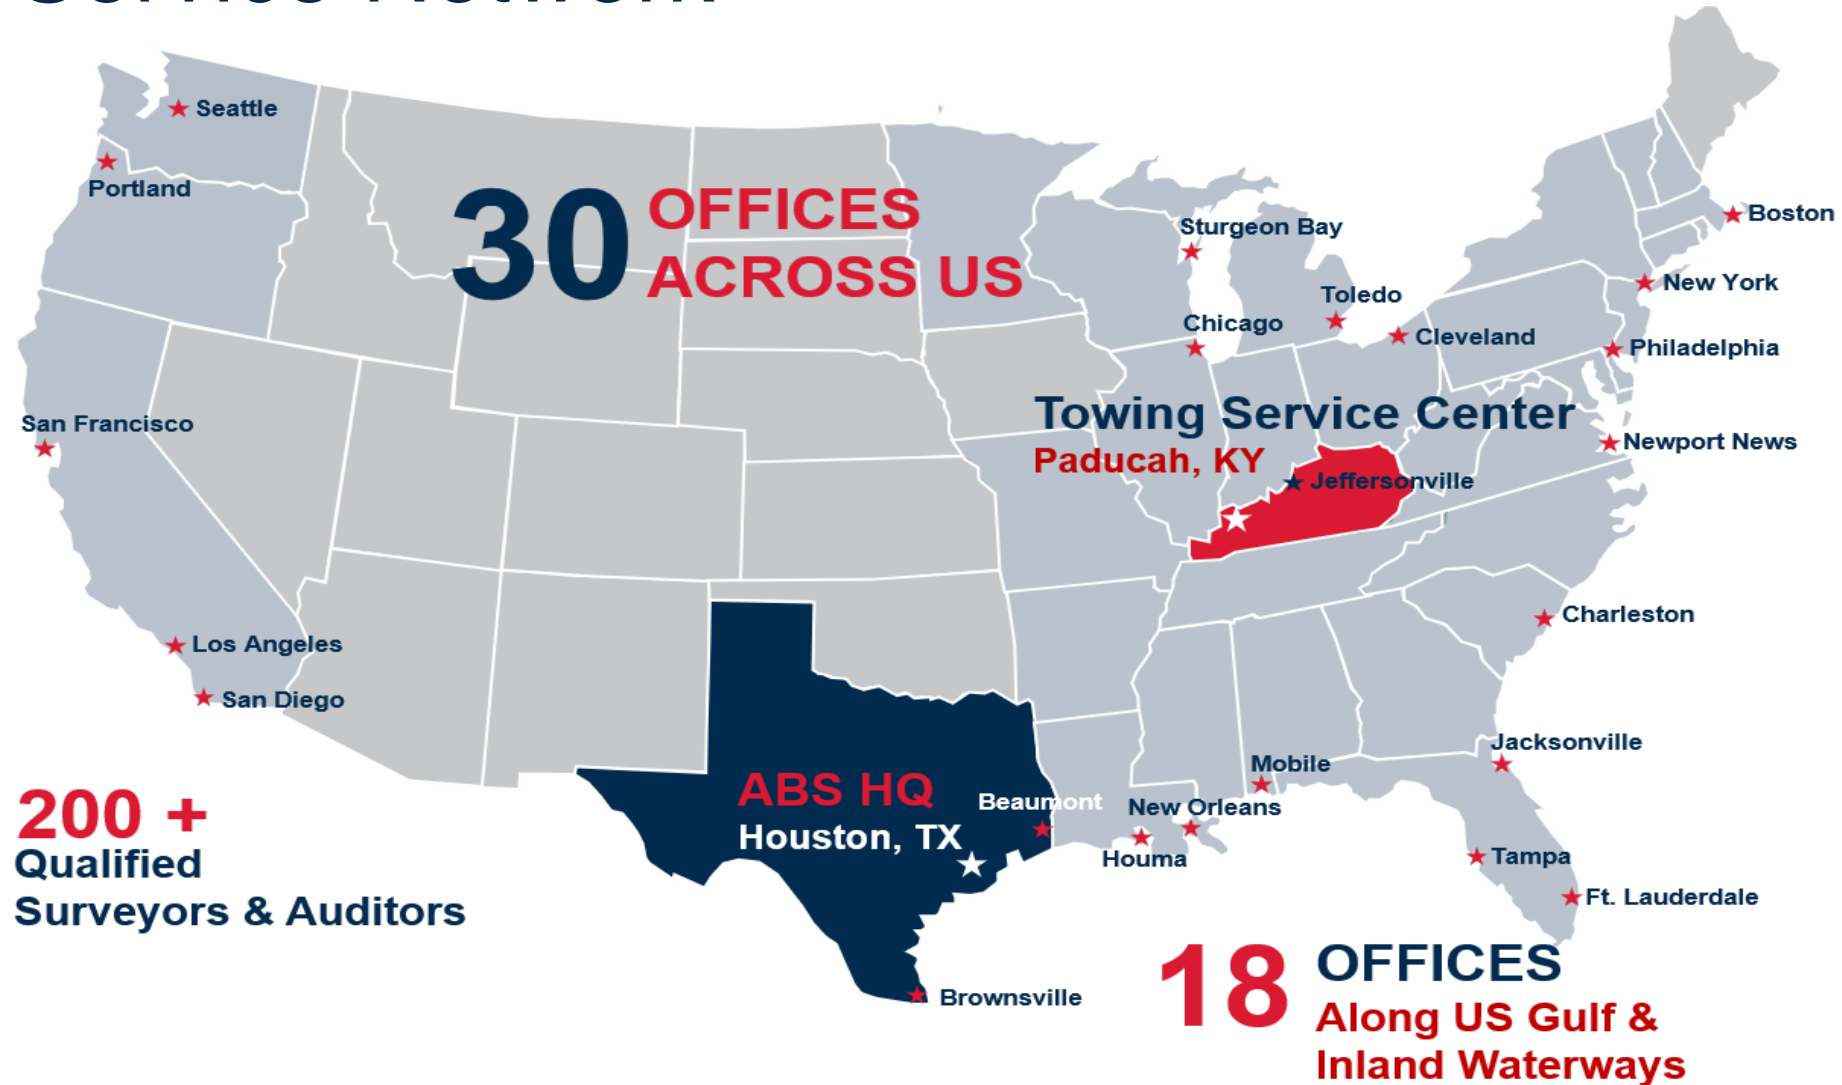 Service Network
Seattle
Portland
30 OFFICES
ACROSS US
Sturgeon Bay
Boston
New York
Toledo
Chicago
Cleveland
Philadelphia
Towing Service Center
Paducah, KY
San Francisco
Newport News
Jeffersonville
Charleston
Los Angeles
San Diego
Jacksonville
Mobile
ABS HQ
Beaumont
New Orleans
Houston, TX
Houma
200 +
Qualified
Surveyors & Auditors
Tampa
Ft. Lauderdale
Brownsville
18 OFFICES
Along US Gulf &
Inland Waterways